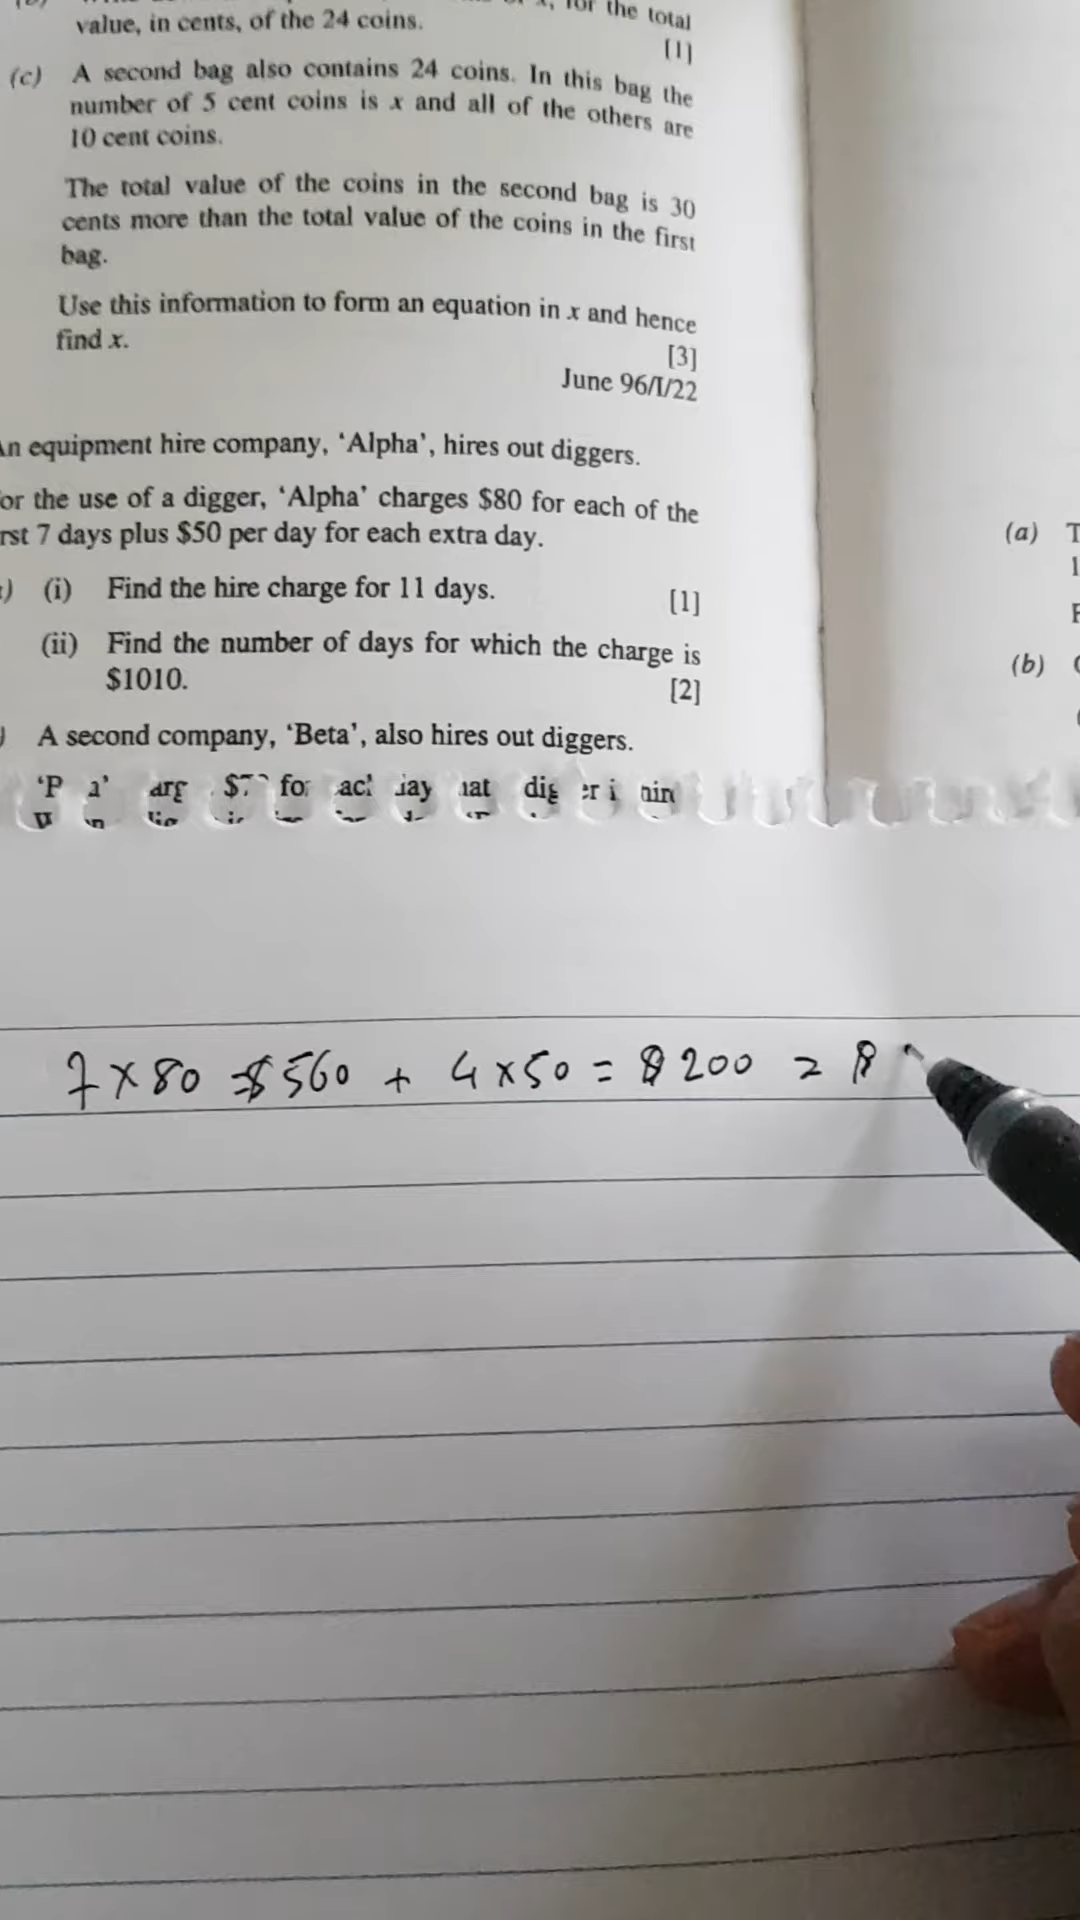 for the total
value, in cents, of the 24 coins.
[1]
(c) A second bag also contains 24 coins. In this bag the
number of 5 cent coins is x and all of the others are
10 cent coins.
The total value of the coins in the second bag is 30
cents more than the total value of the coins in the first
bag.
Use this information to form an equation in x and hence
find x.
[3]
June 96/I/22
An equipment hire company, ‘Alpha’, hires out diggers.
or the use of a digger, ‘Alpha’ charges $80 for each of the
rst 7 days plus $50 per day for each extra day.
(i) Find the hire charge for 11 days. [1]
(ii) Find the number of days for which the charge is
$1010. [2]
A second company, ‘Beta’, also hires out diggers.
(a) T
(b)
7 x 80 = $560 + 4 x 50 = $200 = $